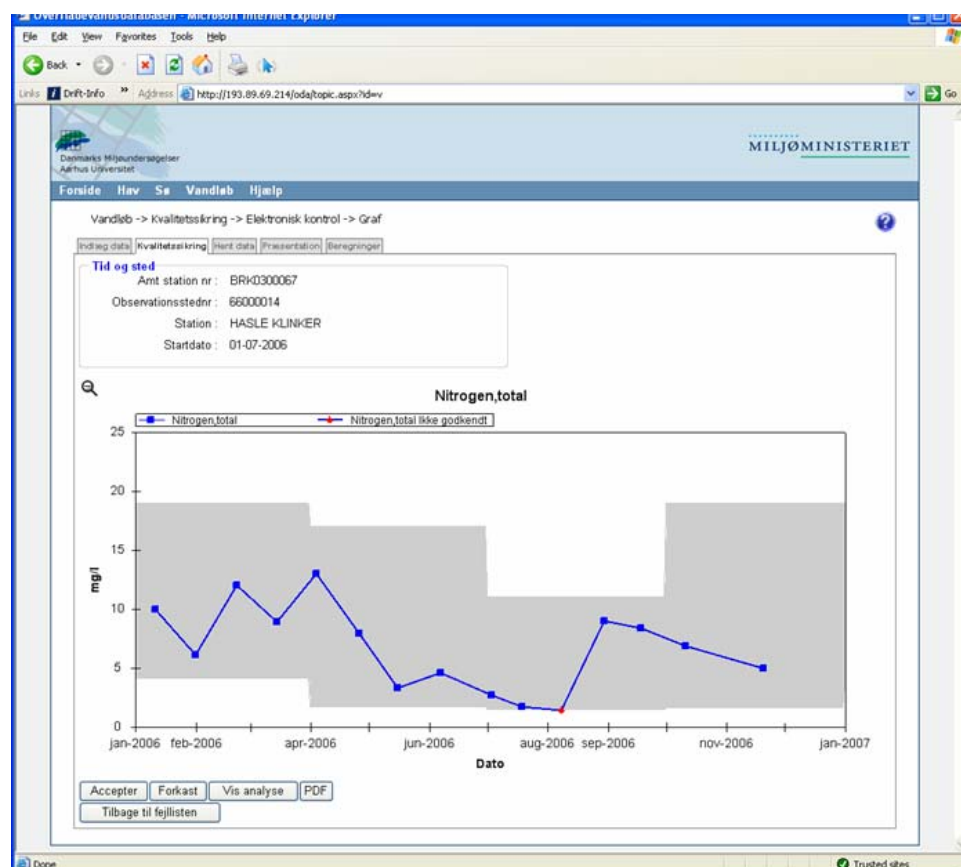 Overfladevandsdatabasen - Microsoft Internet Explorer
File Edit View Favorites Tools Help
Back
Links Drift-Info » Address http://193.89.69.214/oda/topic.aspx?id=v Go
Danmarks Miljøundersøgelser
Aarhus Universitet
MILJØMINISTERIET
Forside Hav Sø Vandløb Hjælp
Vandløb -> Kvalitetssikring -> Elektronisk kontrol -> Graf
?
Indlæg data Kvalitetssikring Hent data Præsentation Beregninger
Tid og sted
Amt station nr : BRK0300067
Observationsstednr : 66000014
Station : HASLE KLINKER
Startdato : 01-07-2006
Nitrogen,total
Nitrogen,total Nitrogen,total Ikke godkendt
25
20
15
10
5
0
mg/l
jan-2006 feb-2006 apr-2006 jun-2006 aug-2006 sep-2006 nov-2006 jan-2007
Dato
Accepter Forkast Vis analyse PDF
Tilbage til fejllisten
Done Trusted sites